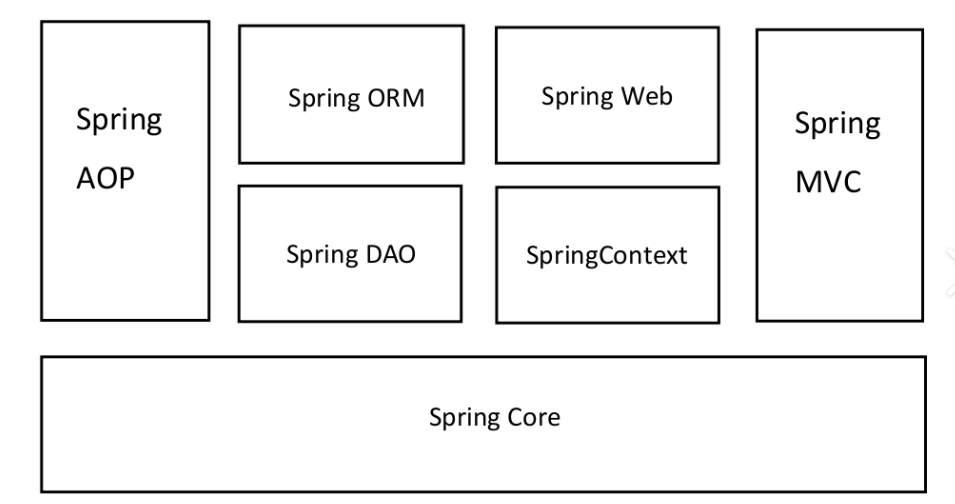 Spring
AOP
Spring ORM
Spring Web
Spring
MVC
Spring DAO
SpringContext
Spring Core